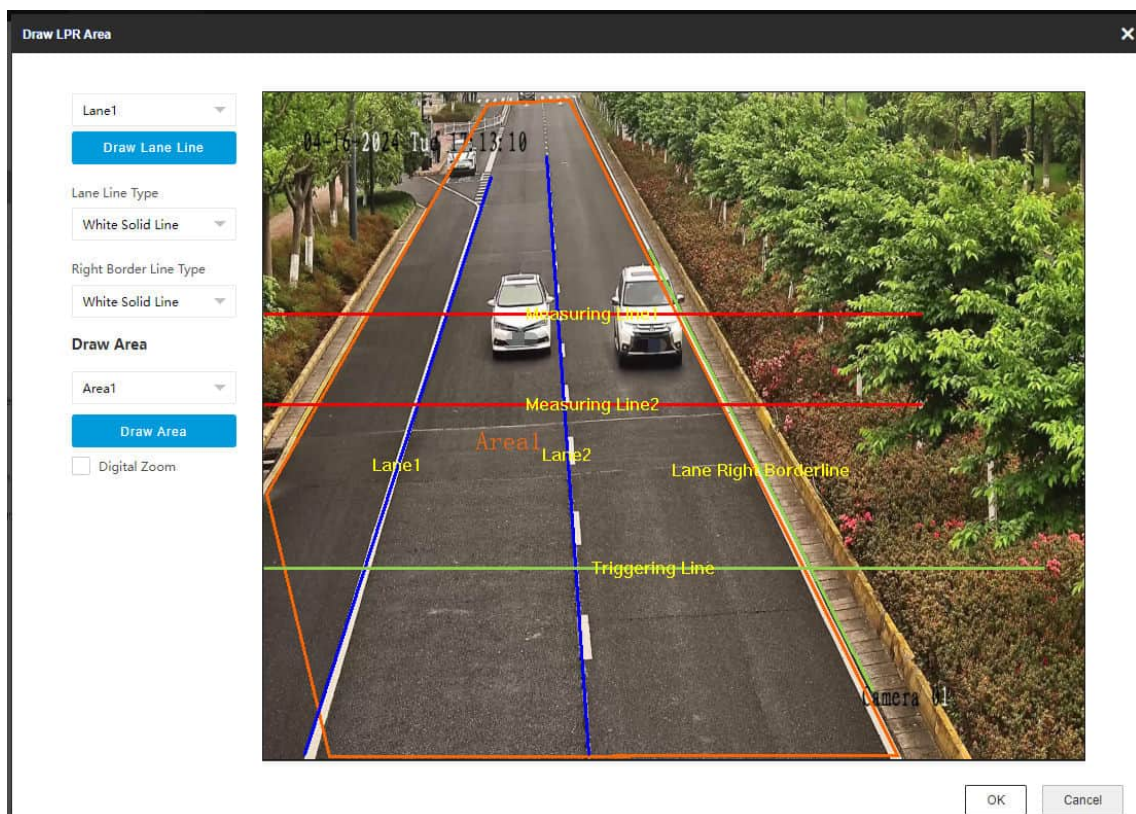 Draw LPR Area
Lane1
Draw Lane Line
Lane Line Type
White Solid Line
Right Border Line Type
White Solid Line
Draw Area
Area1
Draw Area
Digital Zoom
04-16-2024 Tue 17:13:10
Measuring Line1
Measuring Line2
Area1
Lane1
Lane2
Lane Right Borderline
Triggering Line
Camera 01
OK
Cancel